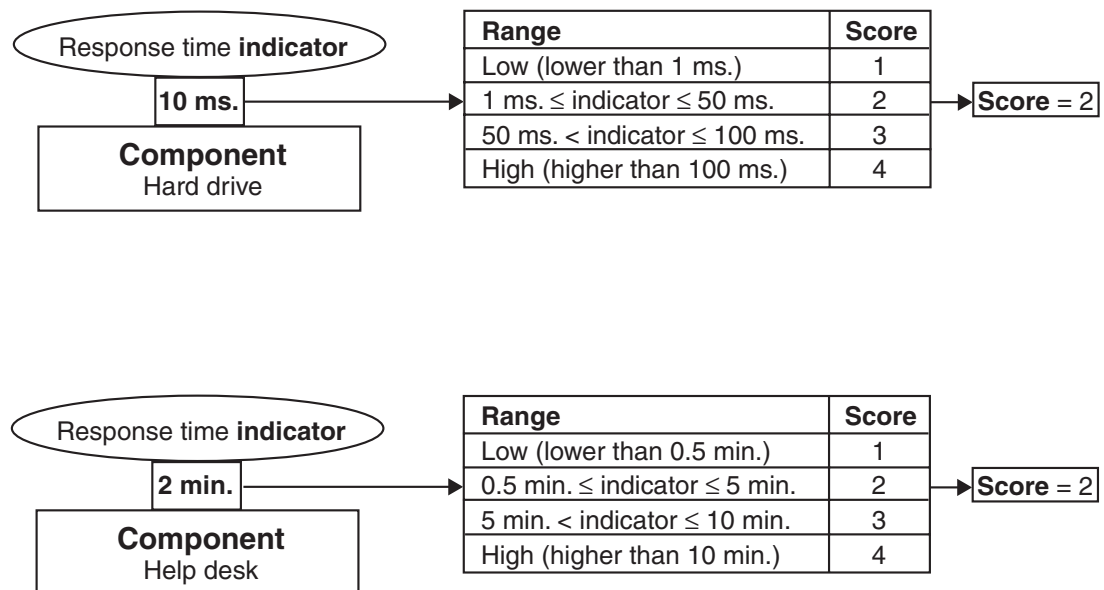 Response time indicator
10 ms.
Component
Hard drive
Range Score
Low (lower than 1 ms.) 1
1 ms. ≤ indicator ≤ 50 ms. 2
50 ms. < indicator ≤ 100 ms. 3
High (higher than 100 ms.) 4
Score = 2
Response time indicator
2 min.
Component
Help desk
Range Score
Low (lower than 0.5 min.) 1
0.5 min. ≤ indicator ≤ 5 min. 2
5 min. < indicator ≤ 10 min. 3
High (higher than 10 min.) 4
Score = 2